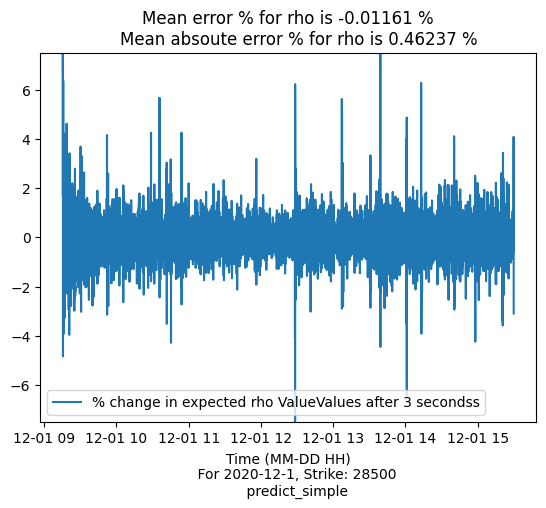 Mean error % for rho is -0.01161 %
Mean absoute error % for rho is 0.46237 %
6
4
2
0
−2
−4
−6
% change in expected rho ValueValues after 3 secondss
12-01 09 12-01 10 12-01 11 12-01 12 12-01 13 12-01 14 12-01 15
Time (MM-DD HH)
For 2020-12-1, Strike: 28500
predict_simple